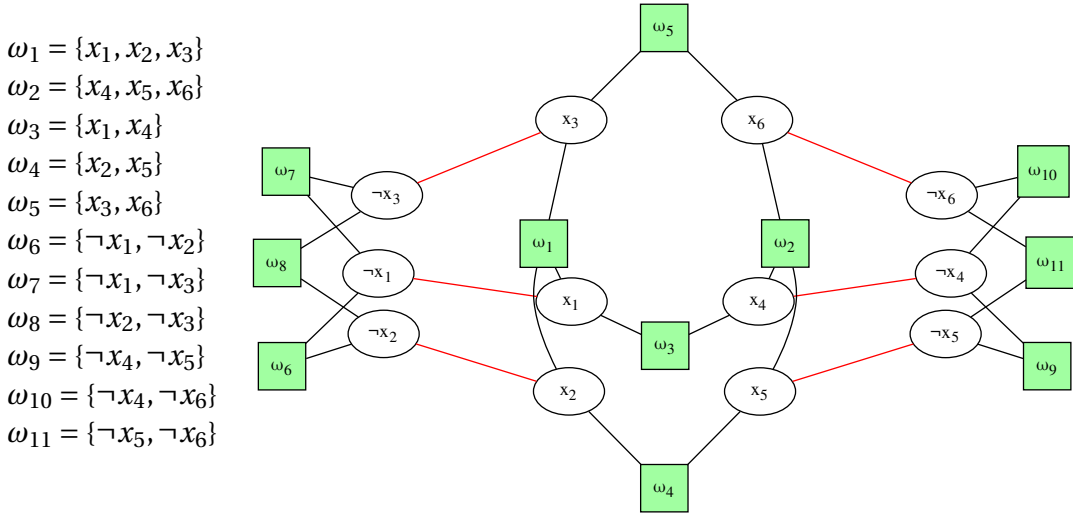 ω₁ = {x₁, x₂, x₃}
ω₂ = {x₄, x₅, x₆}
ω₃ = {x₁, x₄}
ω₄ = {x₂, x₅}
ω₅ = {x₃, x₆}
ω₆ = {¬x₁, ¬x₂}
ω₇ = {¬x₁, ¬x₃}
ω₈ = {¬x₂, ¬x₃}
ω₉ = {¬x₄, ¬x₅}
ω₁₀ = {¬x₄, ¬x₆}
ω₁₁ = {¬x₅, ¬x₆}
ω₅
x₃
x₆
ω₇
ω₁₀
¬x₃
¬x₆
ω₈
ω₁
ω₂
ω₁₁
¬x₁
¬x₄
x₁
x₄
¬x₂
¬x₅
ω₃
ω₆
ω₉
x₂
x₅
ω₄